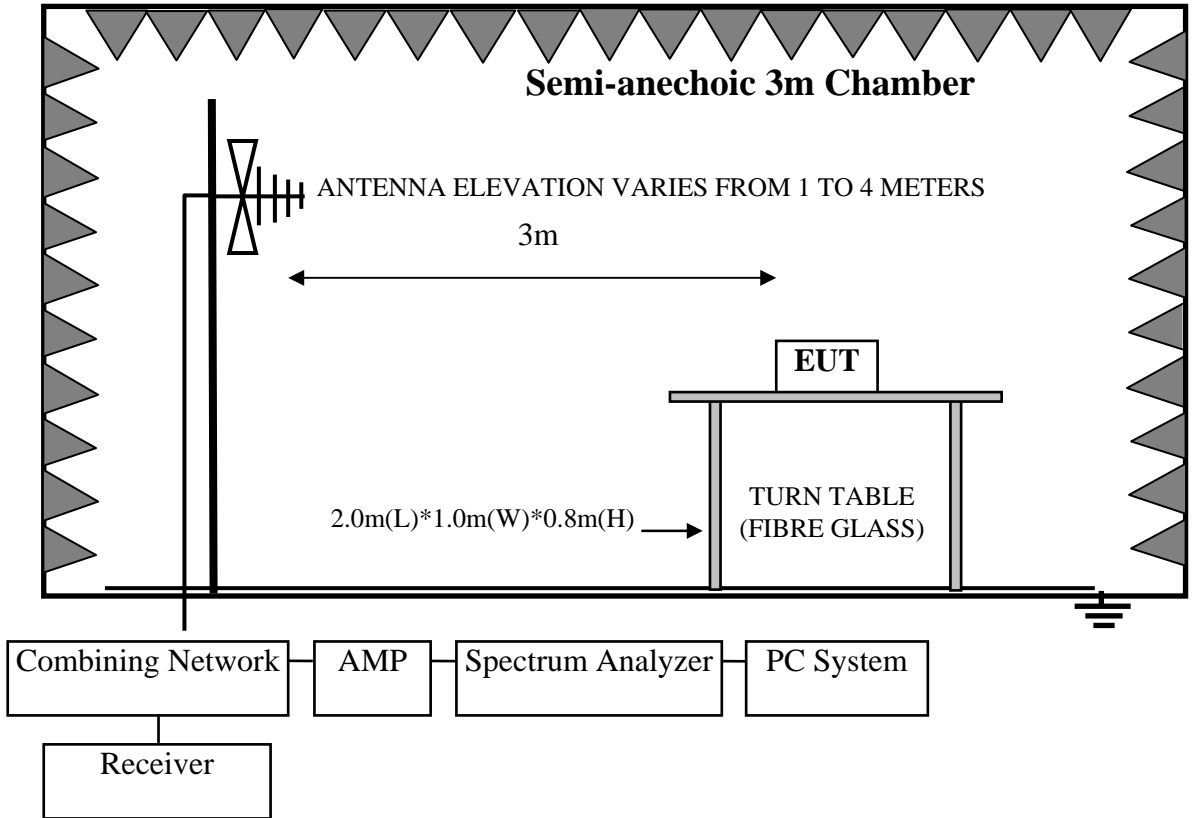 Semi-anechoic 3m Chamber
ANTENNA ELEVATION VARIES FROM 1 TO 4 METERS
3m
EUT
TURN TABLE
(FIBRE GLASS)
2.0m(L)*1.0m(W)*0.8m(H)
Combining Network
AMP
Spectrum Analyzer
PC System
Receiver